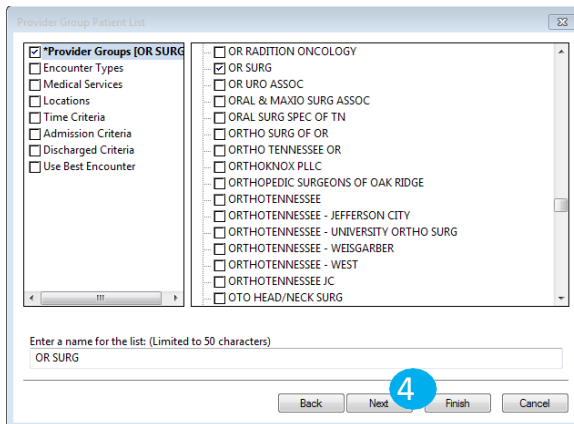 Provider Group Patient List
*Provider Groups [OR SURG
Encounter Types
Medical Services
Locations
Time Criteria
Admission Criteria
Discharged Criteria
Use Best Encounter
OR RADITION ONCOLOGY
OR SURG
OR URO ASSOC
ORAL & MAXIO SURG ASSOC
ORAL SURG SPEC OF TN
ORTHO SURG OF OR
ORTHO TENNESSEE OR
ORTHOKNOX PLLC
ORTHOPEDIC SURGEONS OF OAK RIDGE
ORTHOTENNESSEE
ORTHOTENNESSEE - JEFFERSON CITY
ORTHOTENNESSEE - UNIVERSITY ORTHO SURG
ORTHOTENNESSEE - WEISGARBER
ORTHOTENNESSEE - WEST
ORTHOTENNESSEE JC
OTO HEAD/NECK SURG
Enter a name for the list: (Limited to 50 characters)
OR SURG
Back Next 4 Finish Cancel